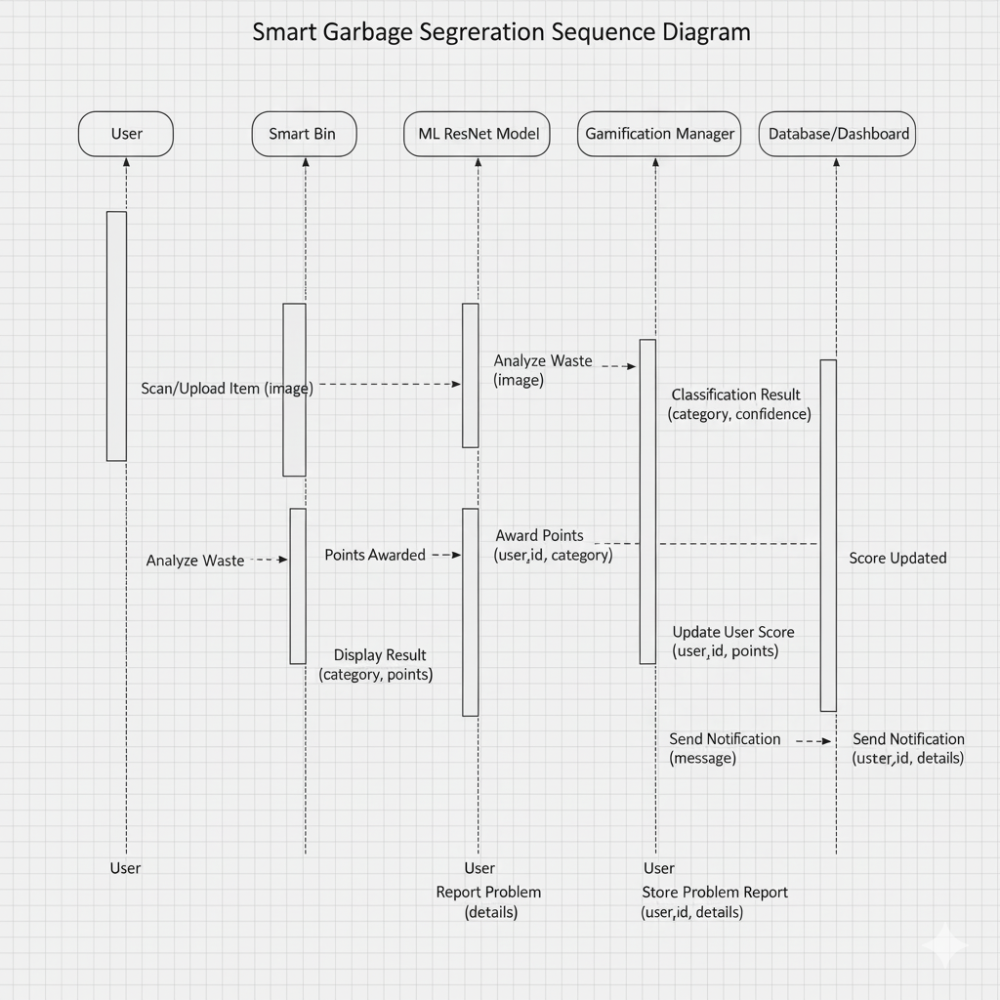 Smart Garbage Segreration Sequence Diagram
User
Smart Bin
ML ResNet Model
Gamification Manager
Database/Dashboard
Scan/Upload Item (image)
Analyze Waste
(image)
Classification Result
(category, confidence)
Analyze Waste
Points Awarded
Award Points
(user,id, category)
Score Updated
Display Result
(category, points)
Update User Score
(user,id, points)
Send Notification
(message)
Send Notification
(uster,id, details)
User
User
Report Problem
(details)
User
Store Problem Report
(user,id, details)